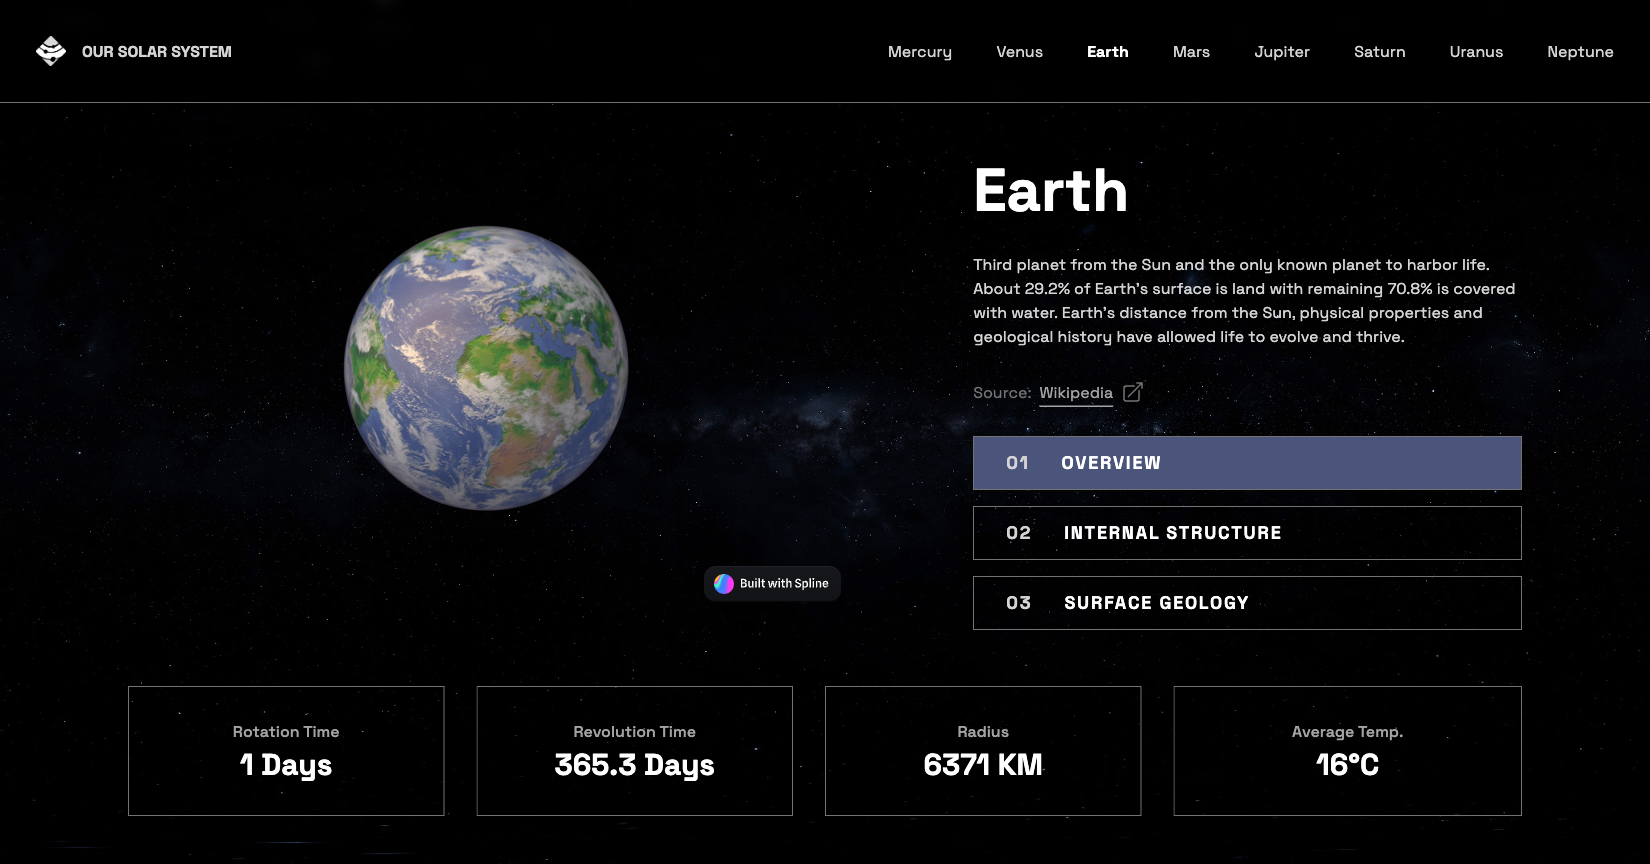 OUR SOLAR SYSTEM
Mercury Venus Earth Mars Jupiter Saturn Uranus Neptune
Earth
Third planet from the Sun and the only known planet to harbor life.
About 29.2% of Earth's surface is land with remaining 70.8% is covered
with water. Earth's distance from the Sun, physical properties and
geological history have allowed life to evolve and thrive.
Source: Wikipedia
01 OVERVIEW
02 INTERNAL STRUCTURE
03 SURFACE GEOLOGY
Built with Spline
Rotation Time
1 Days
Revolution Time
365.3 Days
Radius
6371 KM
Average Temp.
16°C